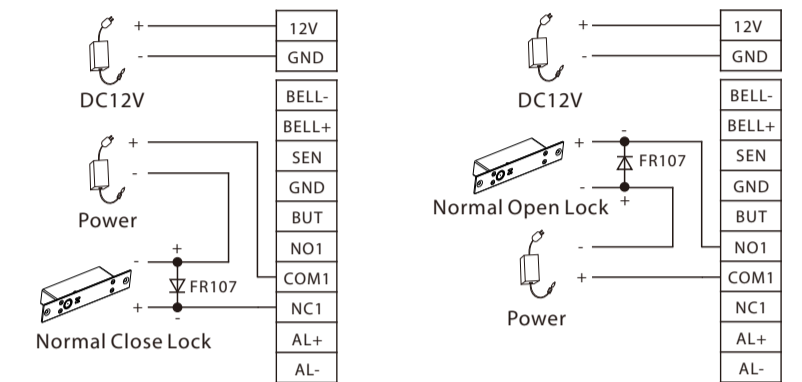 +
-
DC12V
12V
GND
BELL-
BELL+
SEN
GND
BUT
NO1
COM1
NC1
AL+
AL-
+
-
Power
-
+
+
-
FR107
Normal Close Lock
+
-
DC12V
12V
GND
BELL-
BELL+
SEN
GND
BUT
NO1
COM1
NC1
AL+
AL-
+
-
-
+
FR107
Normal Open Lock
-
+
Power